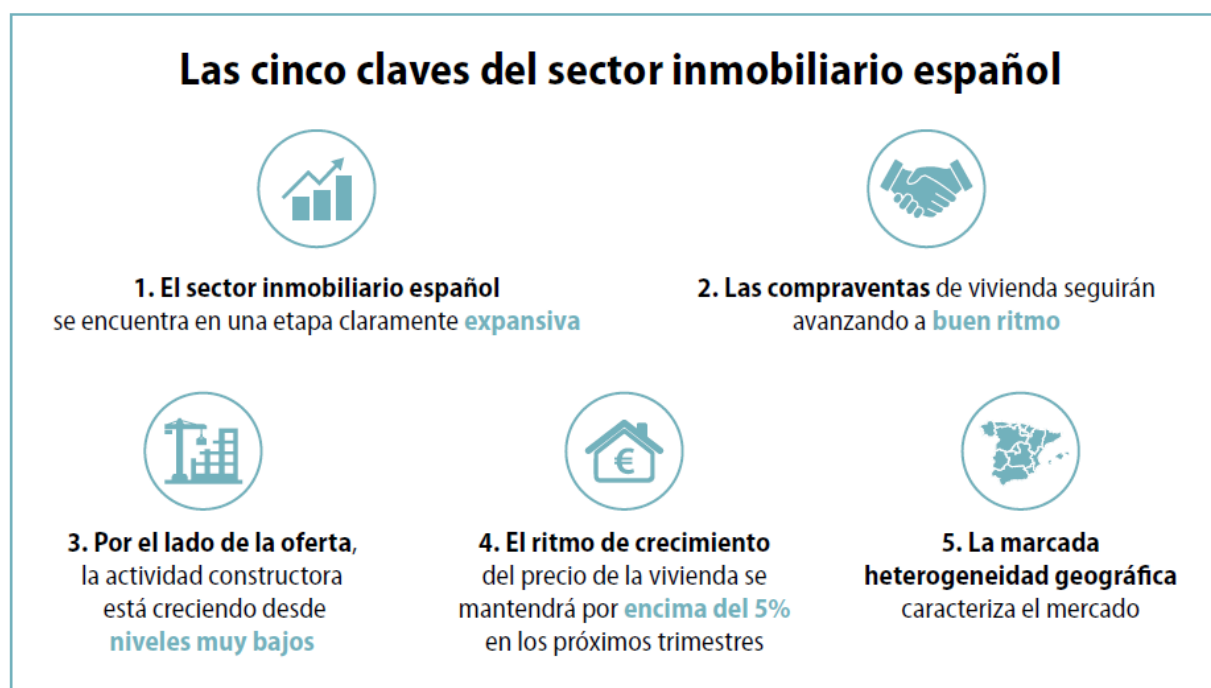 Las cinco claves del sector inmobiliario español
1. El sector inmobiliario español
se encuentra en una etapa claramente expansiva
2. Las compraventas de vivienda seguirán
avanzando a buen ritmo
3. Por el lado de la oferta,
la actividad constructora
está creciendo desde
niveles muy bajos
€
4. El ritmo de crecimiento
del precio de la vivienda se
mantendrá por encima del 5%
en los próximos trimestres
5. La marcada
heterogeneidad geográfica
caracteriza el mercado